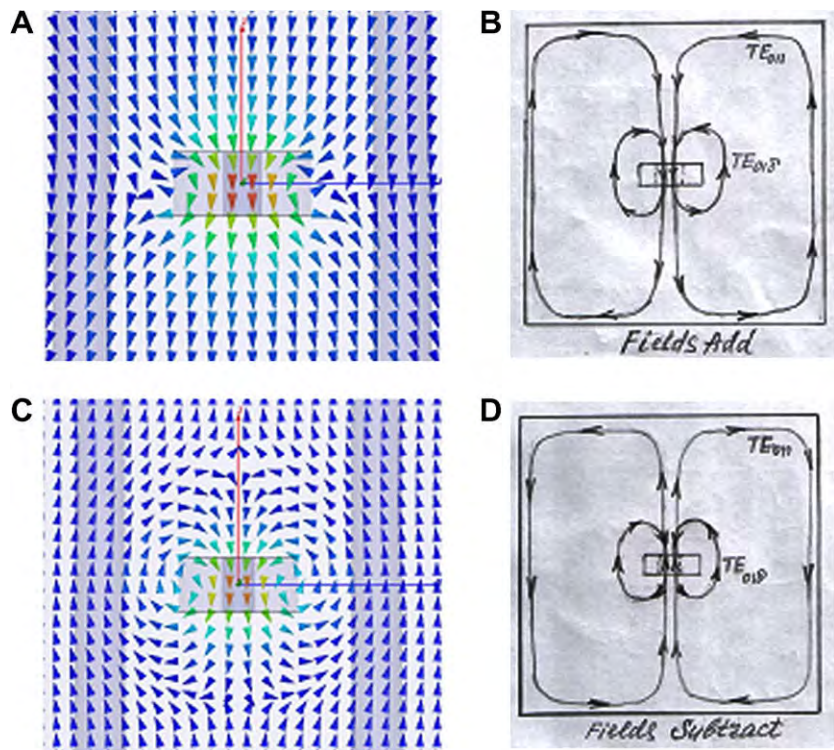 A
B
TE011
TE01δ
Fields Add
C
D
TE011
TE01δ
Fields Subtract